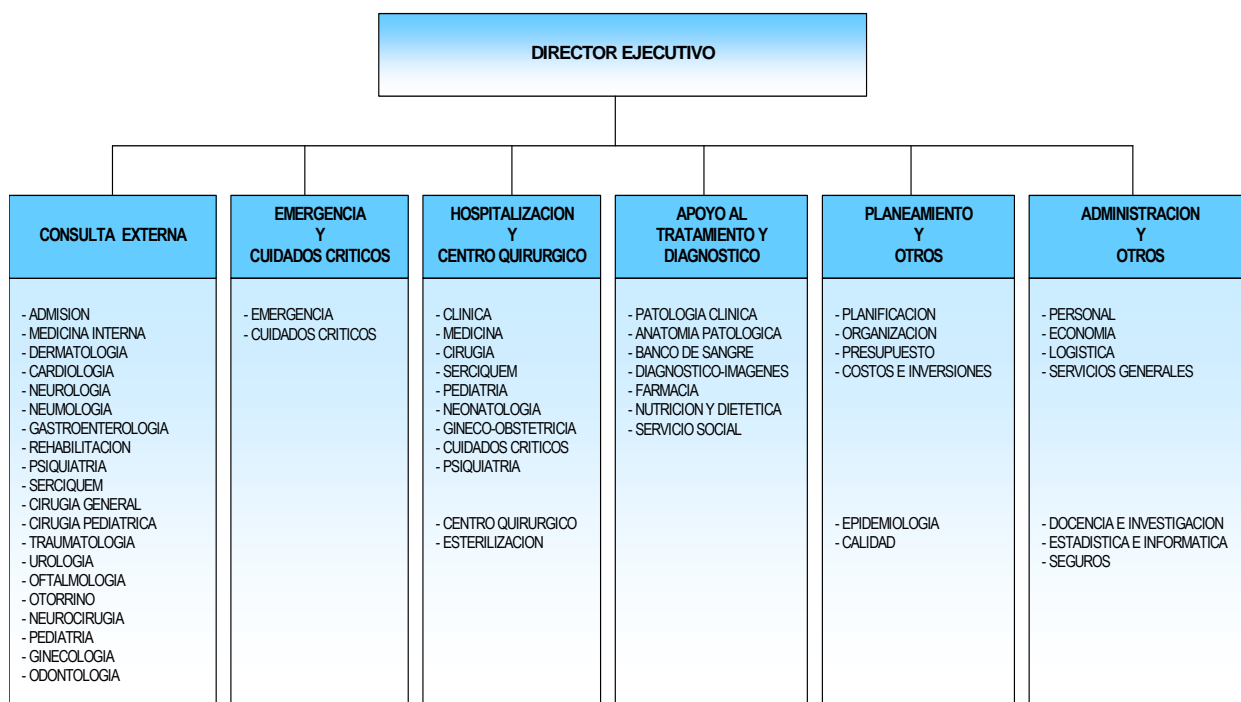 DIRECTOR EJECUTIVO
CONSULTA EXTERNA
- ADMISION
- MEDICINA INTERNA
- DERMATOLOGIA
- CARDIOLOGIA
- NEUROLOGIA
- NEUMOLOGIA
- GASTROENTEROLOGIA
- REHABILITACION
- PSIQUIATRIA
- SERCIQUEM
- CIRUGIA GENERAL
- CIRUGIA PEDIATRICA
- TRAUMATOLOGIA
- UROLOGIA
- OFTALMOLOGIA
- OTORRINO
- NEUROCIRUGIA
- PEDIATRIA
- GINECOLOGIA
- ODONTOLOGIA
EMERGENCIA
Y
CUIDADOS CRITICOS
- EMERGENCIA
- CUIDADOS CRITICOS
HOSPITALIZACION
Y
CENTRO QUIRURGICO
- CLINICA
- MEDICINA
- CIRUGIA
- SERCIQUEM
- PEDIATRIA
- NEONATOLOGIA
- GINECO-OBSTETRICIA
- CUIDADOS CRITICOS
- PSIQUIATRIA
- CENTRO QUIRURGICO
- ESTERILIZACION
APOYO AL
TRATAMIENTO Y
DIAGNOSTICO
- PATOLOGIA CLINICA
- ANATOMIA PATOLOGICA
- BANCO DE SANGRE
- DIAGNOSTICO-IMAGENES
- FARMACIA
- NUTRICION Y DIETETICA
- SERVICIO SOCIAL
PLANEAMIENTO
Y
OTROS
- PLANIFICACION
- ORGANIZACION
- PRESUPUESTO
- COSTOS E INVERSIONES
- EPIDEMIOLOGIA
- CALIDAD
ADMINISTRACION
Y
OTROS
- PERSONAL
- ECONOMIA
- LOGISTICA
- SERVICIOS GENERALES
- DOCENCIA E INVESTIGACION
- ESTADISTICA E INFORMATICA
- SEGUROS